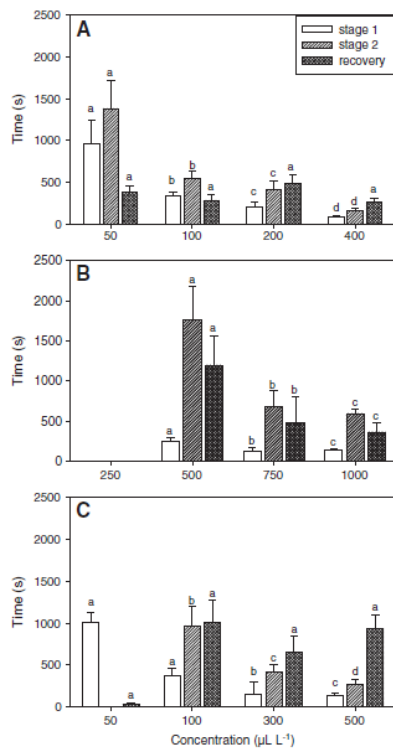 A
stage 1
stage 2
recovery
Time (s)
2500
2000
1500
1000
500
0
a a a
b b a
c c a
d d a
50 100 200 400
B
Time (s)
2500
2000
1500
1000
500
0
a a a
b b b
c c c
250 500 750 1000
C
Time (s)
2500
2000
1500
1000
500
0
a a
a b a
b c a
c d a
50 100 300 500
Concentration (µL L⁻¹)